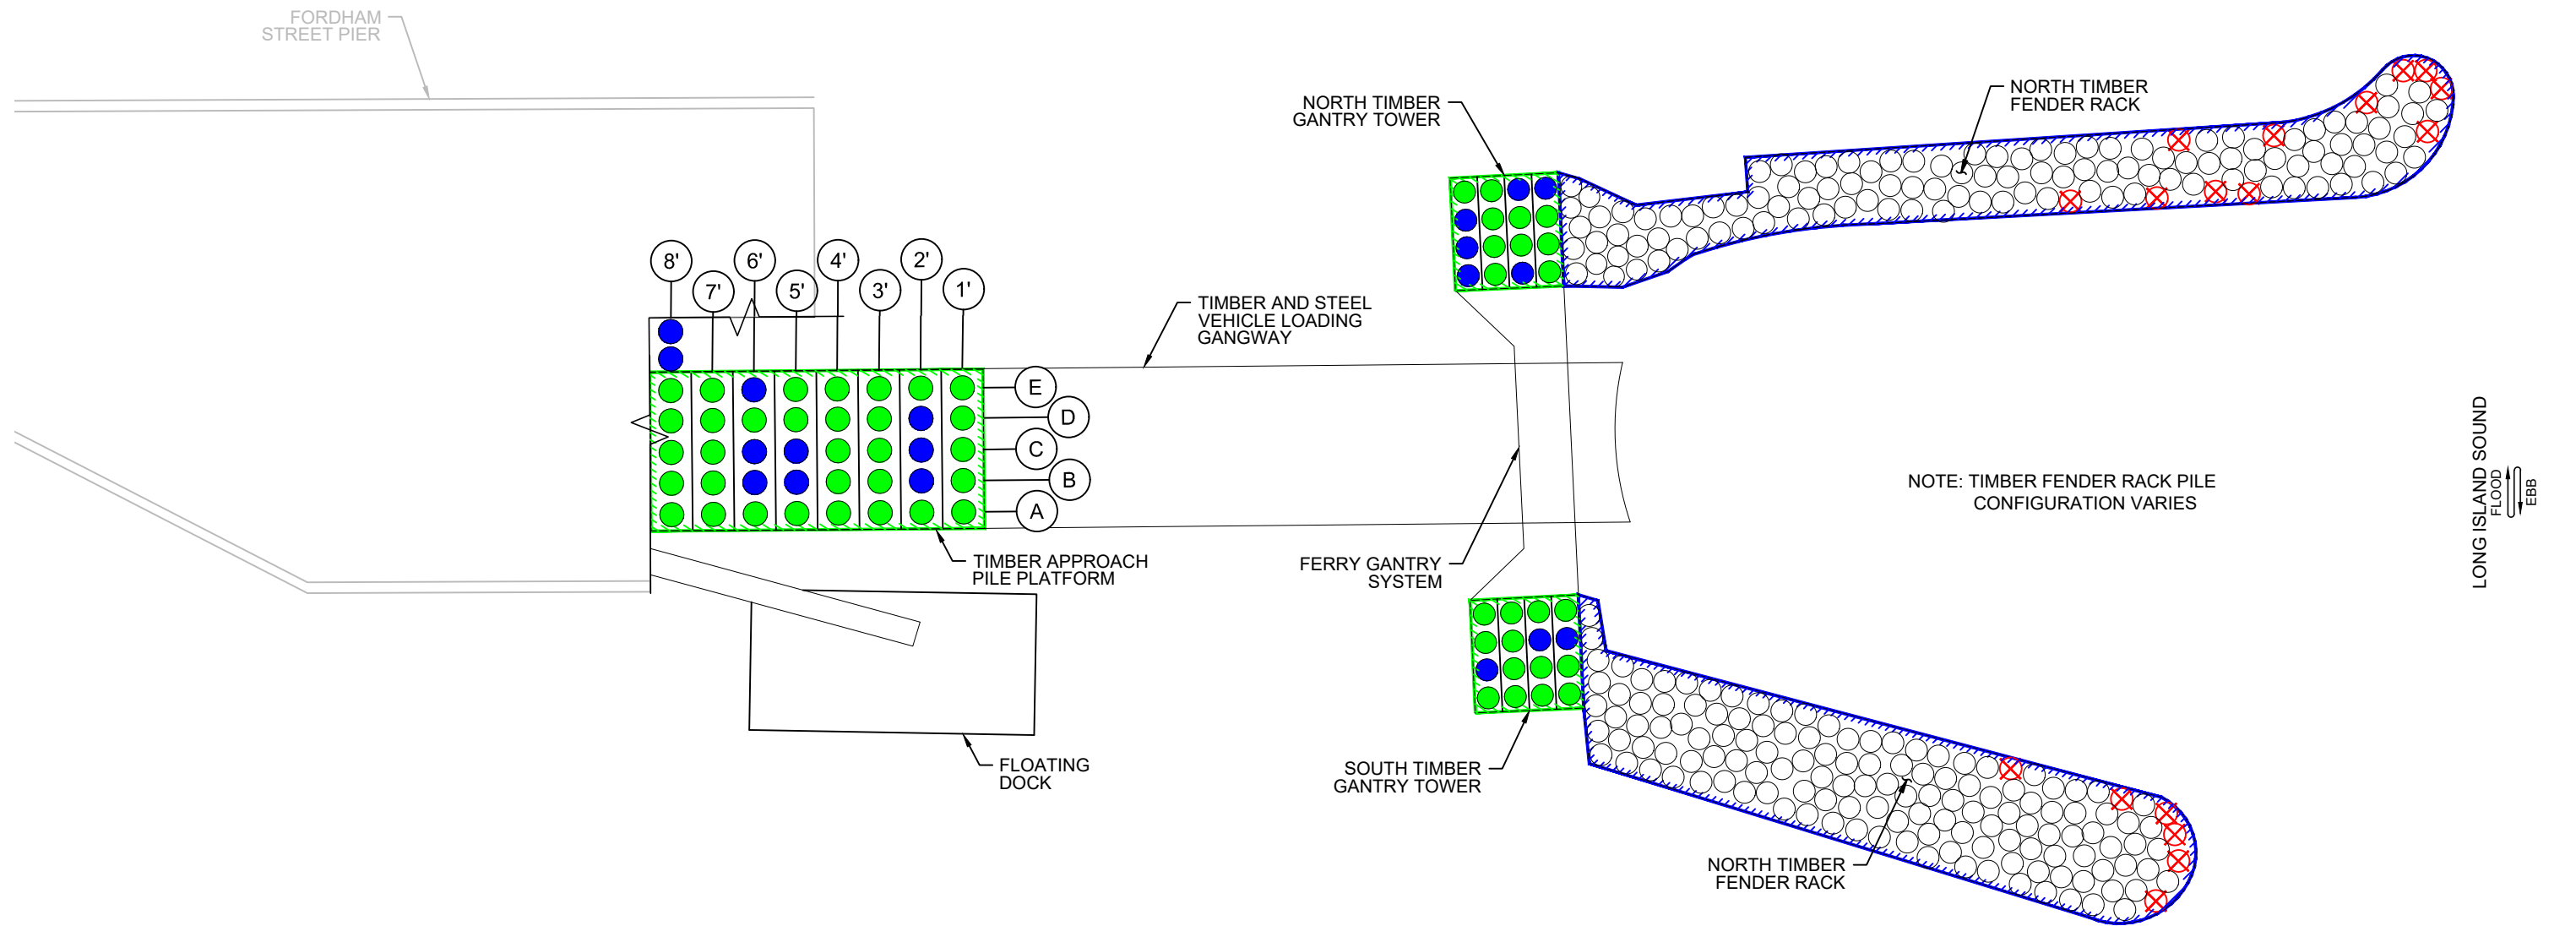 FORDHAM
STREET PIER
NORTH TIMBER
GANTRY TOWER
NORTH TIMBER
FENDER RACK
8'
7'
6'
5'
4'
3'
2'
1'
TIMBER AND STEEL
VEHICLE LOADING
GANGWAY
E
D
C
B
A
TIMBER APPROACH
PILE PLATFORM
FERRY GANTRY
SYSTEM
NOTE: TIMBER FENDER RACK PILE
CONFIGURATION VARIES
LONG ISLAND SOUND
FLOOD
EBB
FLOATING
DOCK
SOUTH TIMBER
GANTRY TOWER
NORTH TIMBER
FENDER RACK